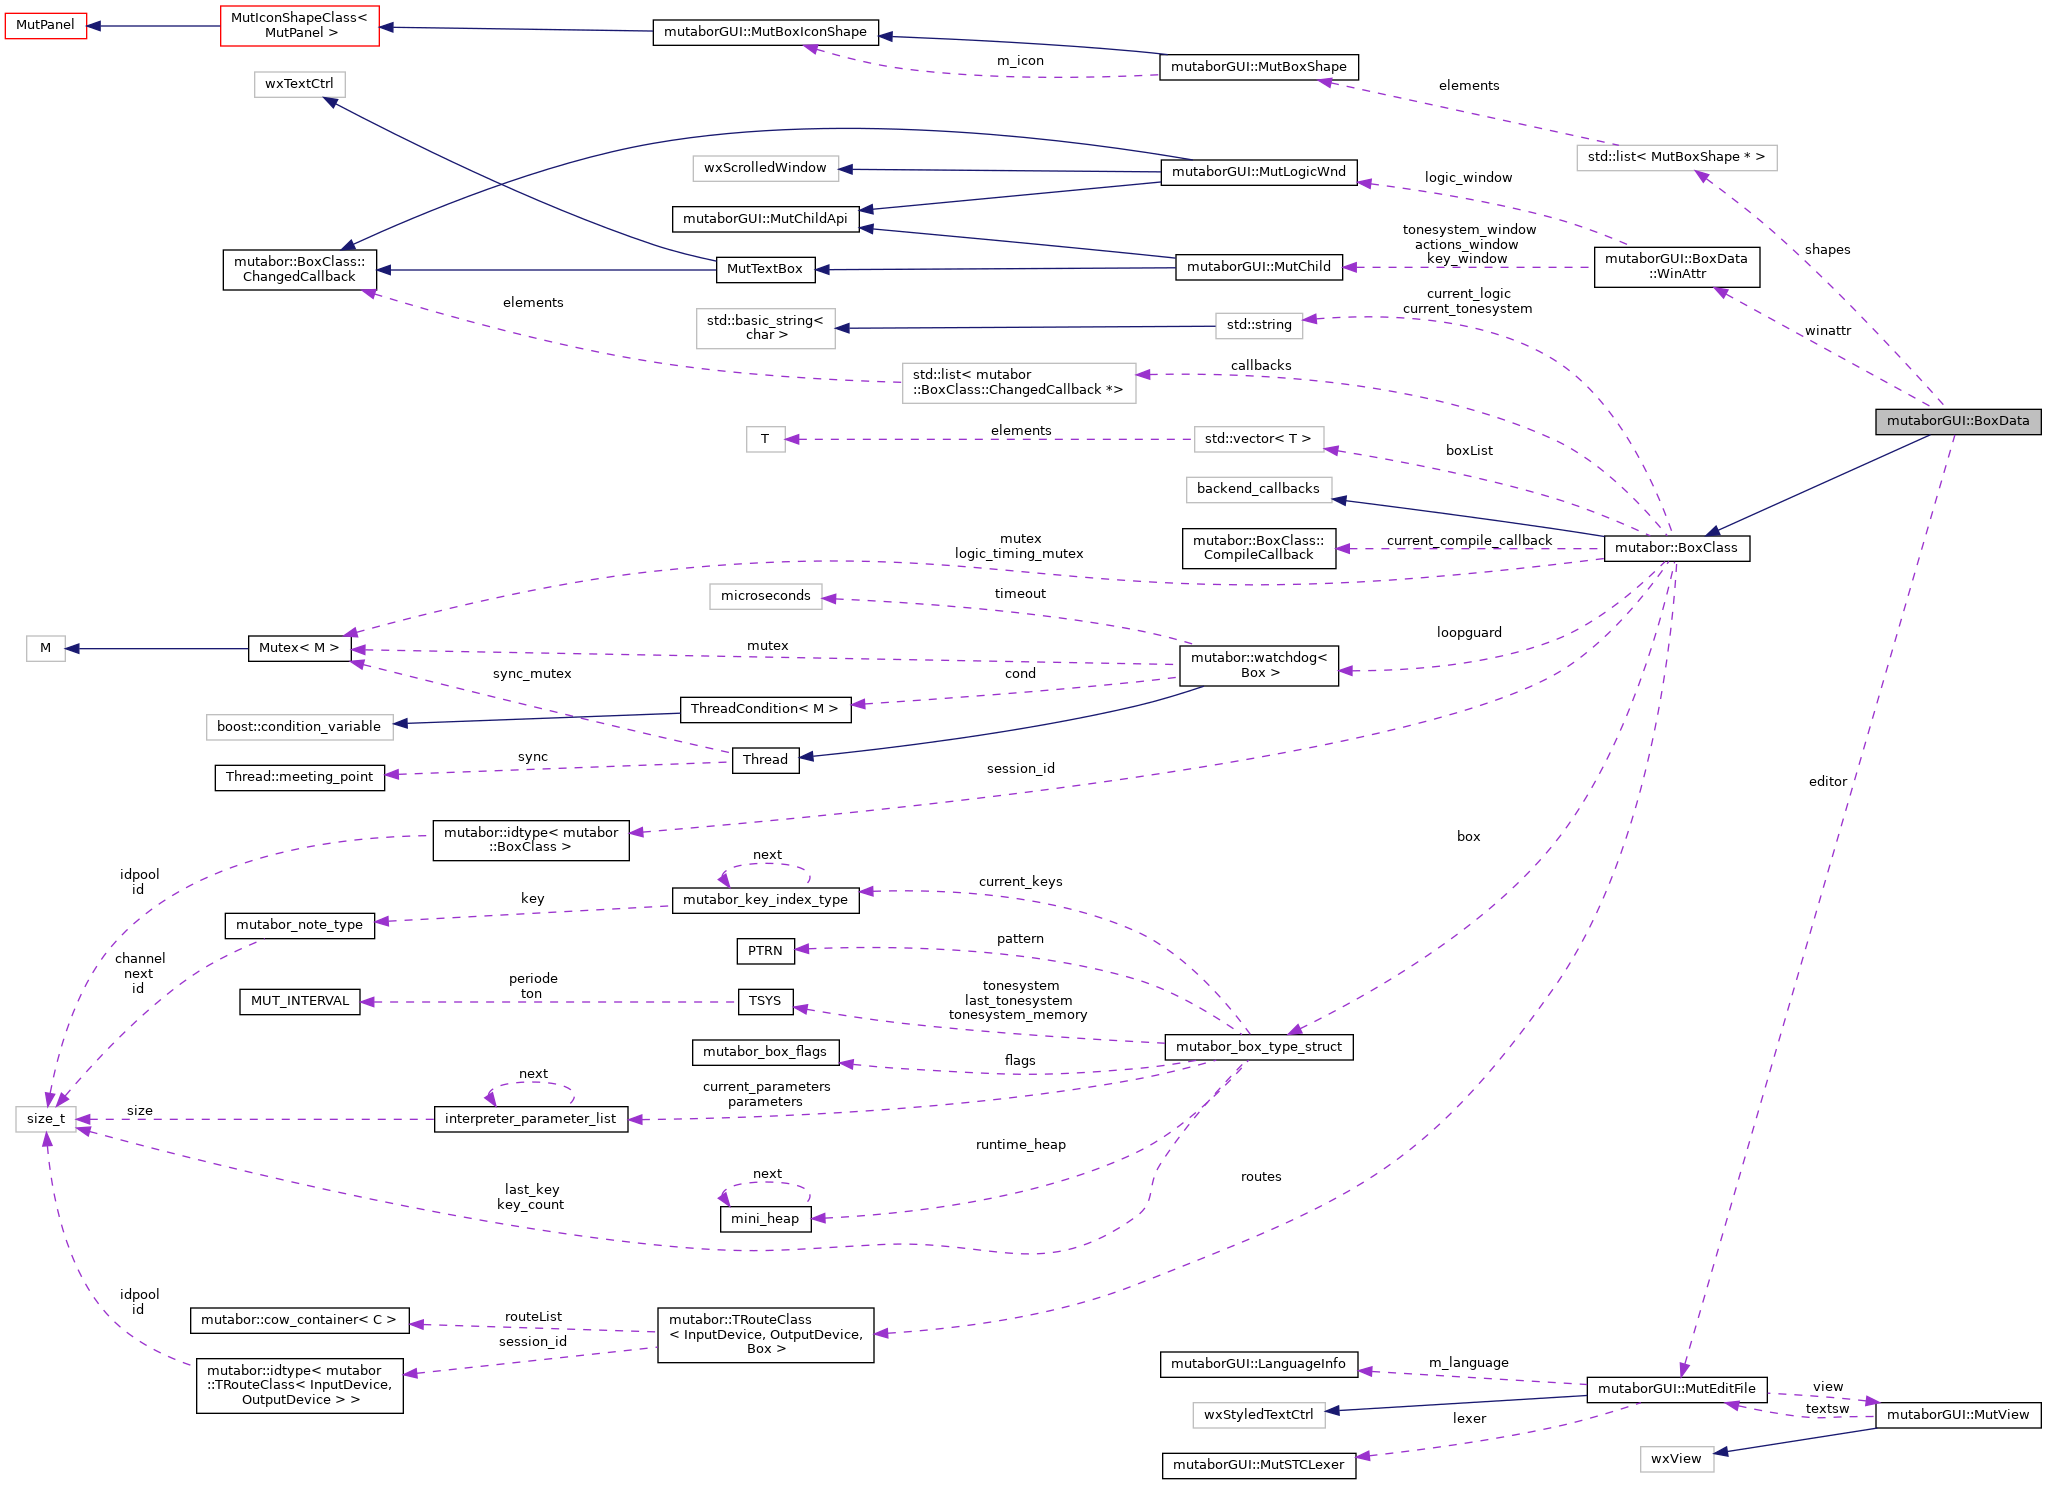 MutPanel
MutIconShapeClass<
MutPanel >
mutaborGUI::MutBoxIconShape
m_icon
mutaborGUI::MutBoxShape
elements
wxTextCtrl
std::list< MutBoxShape * >
wxScrolledWindow
mutaborGUI::MutLogicWnd
logic_window
mutaborGUI::MutChildApi
tonesystem_window
actions_window
key_window
shapes
mutabor::BoxClass::
ChangedCallback
MutTextBox
mutaborGUI::MutChild
mutaborGUI::BoxData
::WinAttr
elements
current_logic
current_tonesystem
std::basic_string<
char >
std::string
winattr
callbacks
std::list< mutabor
::BoxClass::ChangedCallback *>
T
elements
std::vector< T >
boxList
mutaborGUI::BoxData
backend_callbacks
mutex
logic_timing_mutex
mutabor::BoxClass::
CompileCallback
current_compile_callback
mutabor::BoxClass
microseconds
timeout
loopguard
M
Mutex< M >
mutex
mutabor::watchdog<
Box >
sync_mutex
cond
ThreadCondition< M >
boost::condition_variable
sync
Thread
Thread::meeting_point
session_id
editor
mutabor::idtype< mutabor
::BoxClass >
box
next
idpool
id
current_keys
key
mutabor_key_index_type
mutabor_note_type
pattern
PTRN
channel
next
id
periode
ton
MUT_INTERVAL
TSYS
tonesystem
last_tonesystem
tonesystem_memory
mutabor_box_type_struct
mutabor_box_flags
flags
next
current_parameters
parameters
size_t
size
interpreter_parameter_list
runtime_heap
next
routes
last_key
key_count
mini_heap
idpool
id
mutabor::cow_container< C >
routeList
session_id
mutabor::TRouteClass
< InputDevice, OutputDevice,
Box >
mutabor::idtype< mutabor
::TRouteClass< InputDevice,
OutputDevice > >
mutaborGUI::LanguageInfo
m_language
mutaborGUI::MutEditFile
view
textsw
mutaborGUI::MutView
wxStyledTextCtrl
lexer
mutaborGUI::MutSTCLexer
wxView